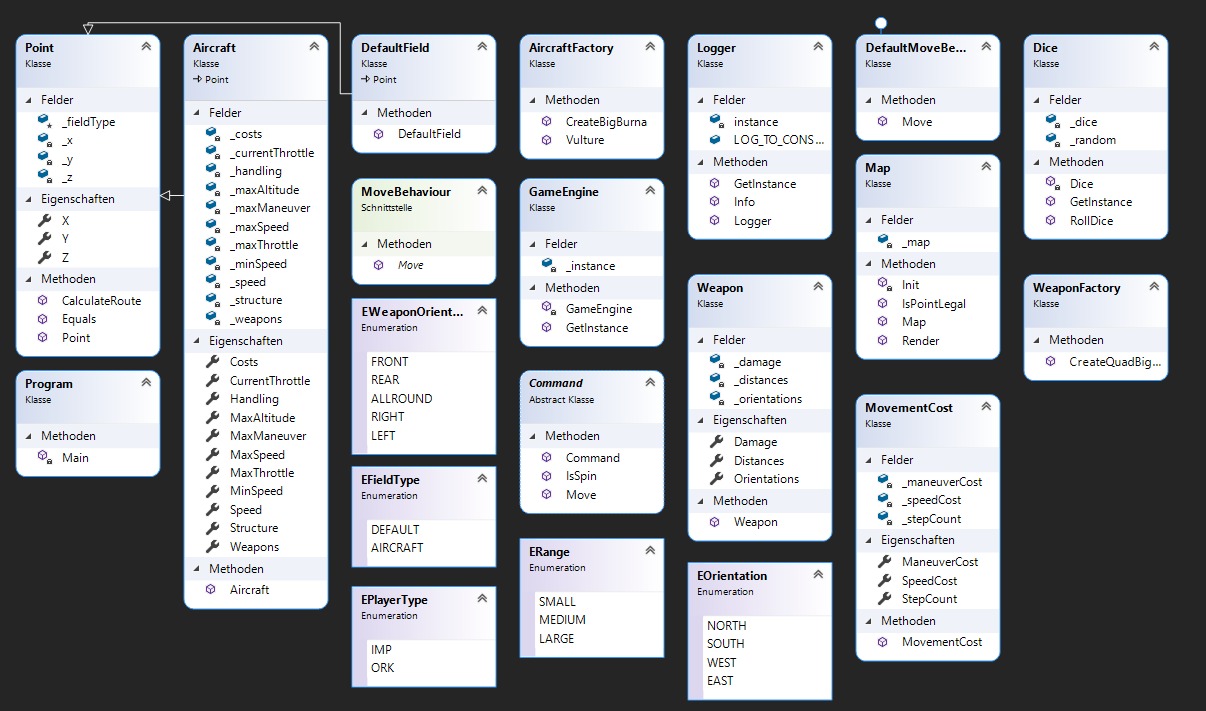 Point
Klasse
Felder
_fieldType
_x
_y
_z
Eigenschaften
X
Y
Z
Methoden
CalculateRoute
Equals
Point
Program
Klasse
Methoden
Main
Aircraft
Klasse
Point
Felder
_costs
_currentThrottle
_handling
_maxAltitude
_maxManeuver
_maxSpeed
_maxThrottle
_minSpeed
_speed
_structure
_weapons
Eigenschaften
Costs
CurrentThrottle
Handling
MaxAltitude
MaxManeuver
MaxSpeed
MaxThrottle
MinSpeed
Speed
Structure
Weapons
Methoden
Aircraft
DefaultField
Klasse
Point
Methoden
DefaultField
MoveBehaviour
Schnittstelle
Methoden
Move
EWeaponOrient...
Enumeration
FRONT
REAR
ALLROUND
RIGHT
LEFT
EFieldType
Enumeration
DEFAULT
AIRCRAFT
EPlayerType
Enumeration
IMP
ORK
AircraftFactory
Klasse
Methoden
CreateBigBurna
Vulture
GameEngine
Klasse
Felder
_instance
Methoden
GameEngine
GetInstance
Command
Abstract Klasse
Methoden
Command
IsSpin
Move
ERange
Enumeration
SMALL
MEDIUM
LARGE
Logger
Klasse
Felder
instance
LOG_TO_CONS...
Methoden
GetInstance
Info
Logger
Weapon
Klasse
Felder
_damage
_distances
_orientations
Eigenschaften
Damage
Distances
Orientations
Methoden
Weapon
EOrientation
Enumeration
NORTH
SOUTH
WEST
EAST
DefaultMoveBe...
Klasse
Methoden
Move
Map
Klasse
Felder
_map
Methoden
Init
IsPointLegal
Map
Render
MovementCost
Klasse
Felder
_maneuverCost
_speedCost
_stepCount
Eigenschaften
ManeuverCost
SpeedCost
StepCount
Methoden
MovementCost
Dice
Klasse
Felder
_dice
_random
Methoden
Dice
GetInstance
RollDice
WeaponFactory
Klasse
Methoden
CreateQuadBig...